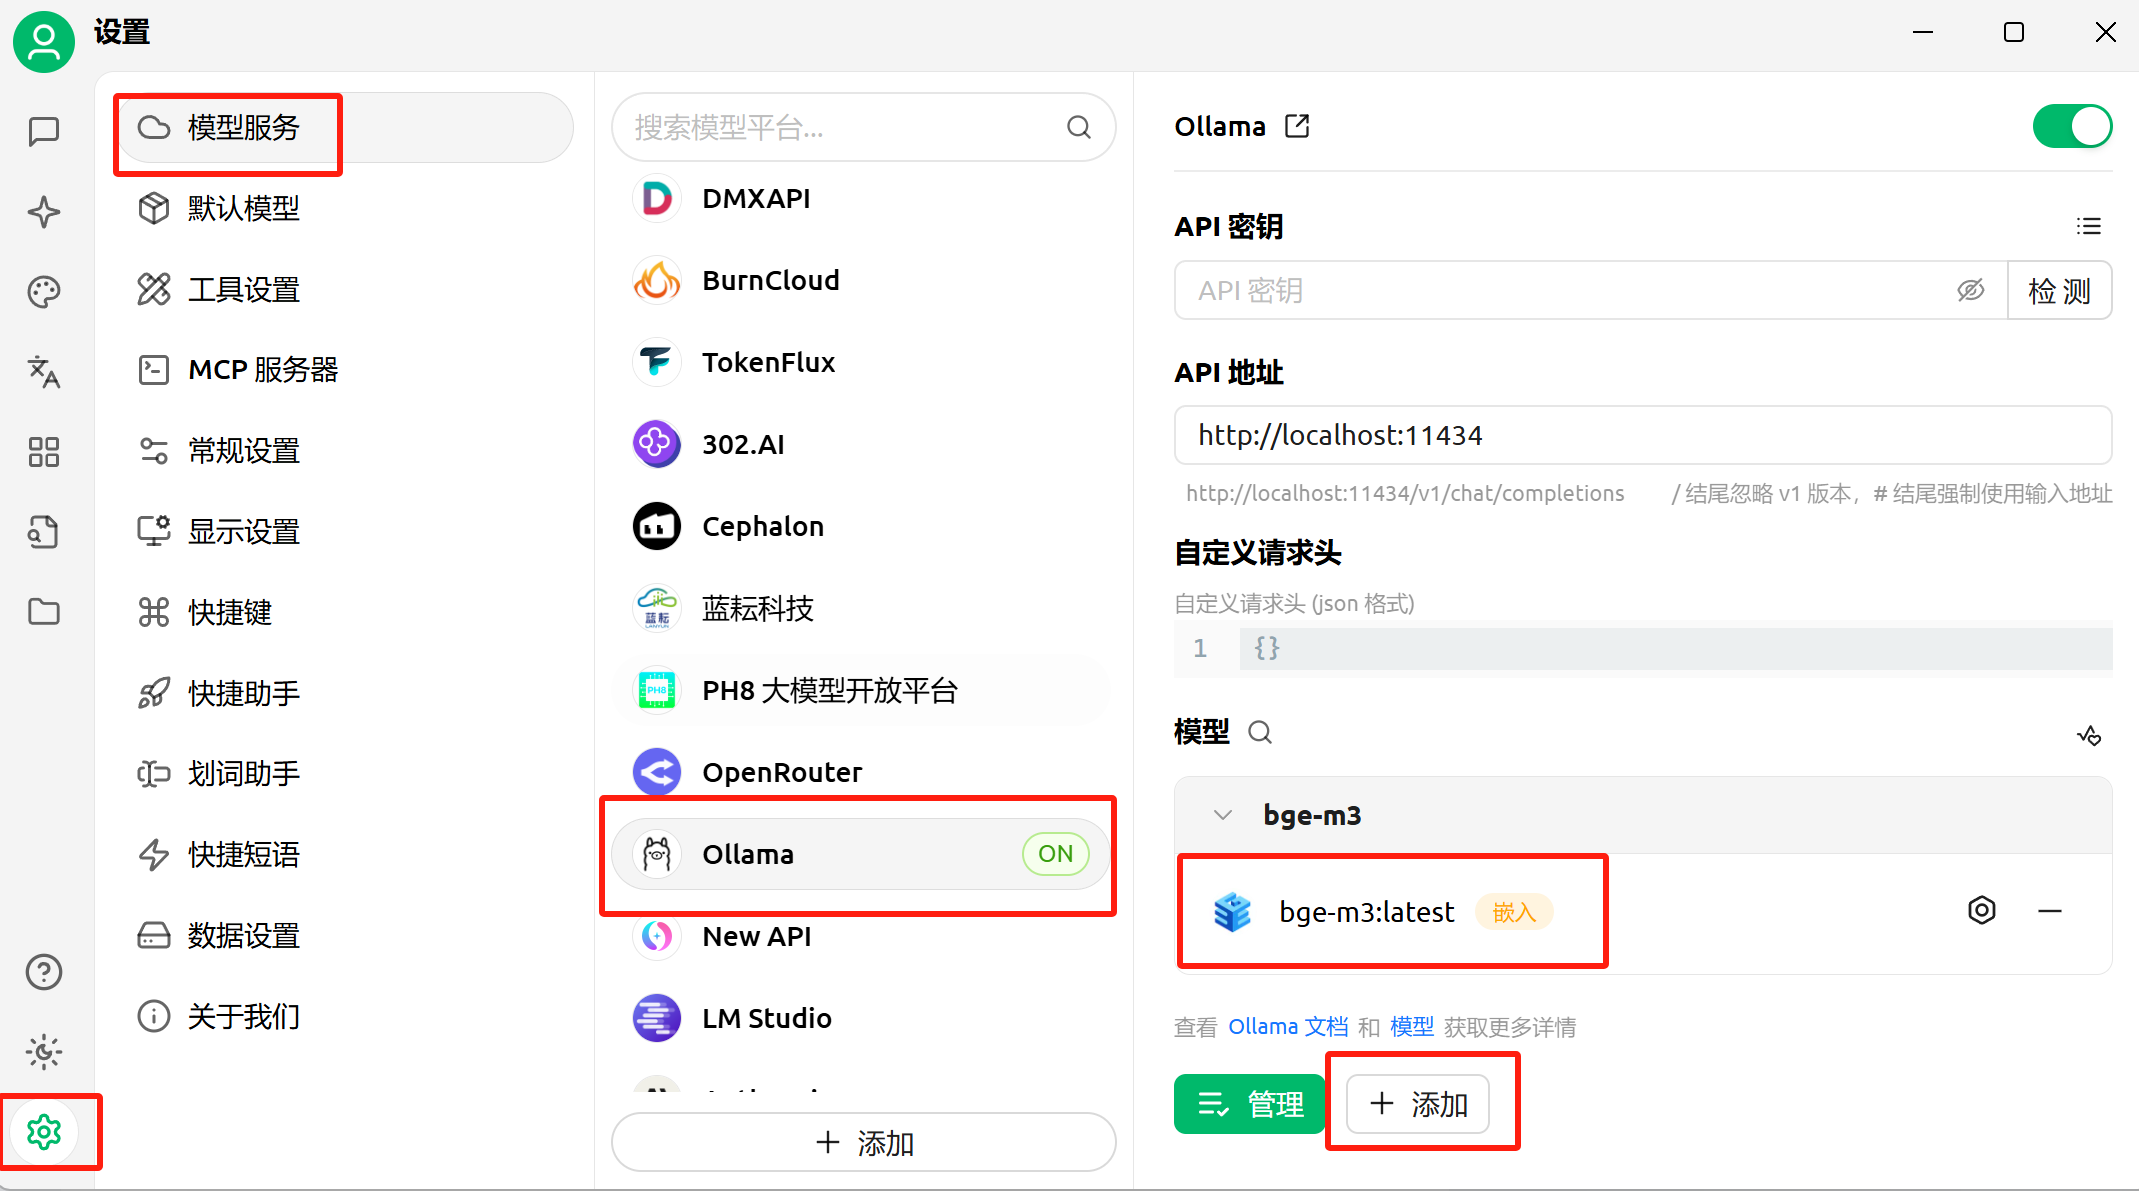 设置
模型服务
默认模型
工具设置
MCP 服务器
常规设置
显示设置
快捷键
快捷助手
划词助手
快捷短语
数据设置
关于我们
搜索模型平台...
DMXAPI
BurnCloud
TokenFlux
302.AI
Cephalon
蓝耘
LANYUN
蓝耘科技
PH8
PH8 大模型开放平台
OpenRouter
Ollama
ON
New API
LM Studio
添加
Ollama
API 密钥
API 密钥
检 测
API 地址
http://localhost:11434
http://localhost:11434/v1/chat/completions
/ 结尾忽略 v1 版本，# 结尾强制使用输入地址
自定义请求头
自定义请求头 (json 格式)
1 {}
模型
bge-m3
bge-m3:latest 嵌入
查看 Ollama 文档 和 模型 获取更多详情
管理
添加